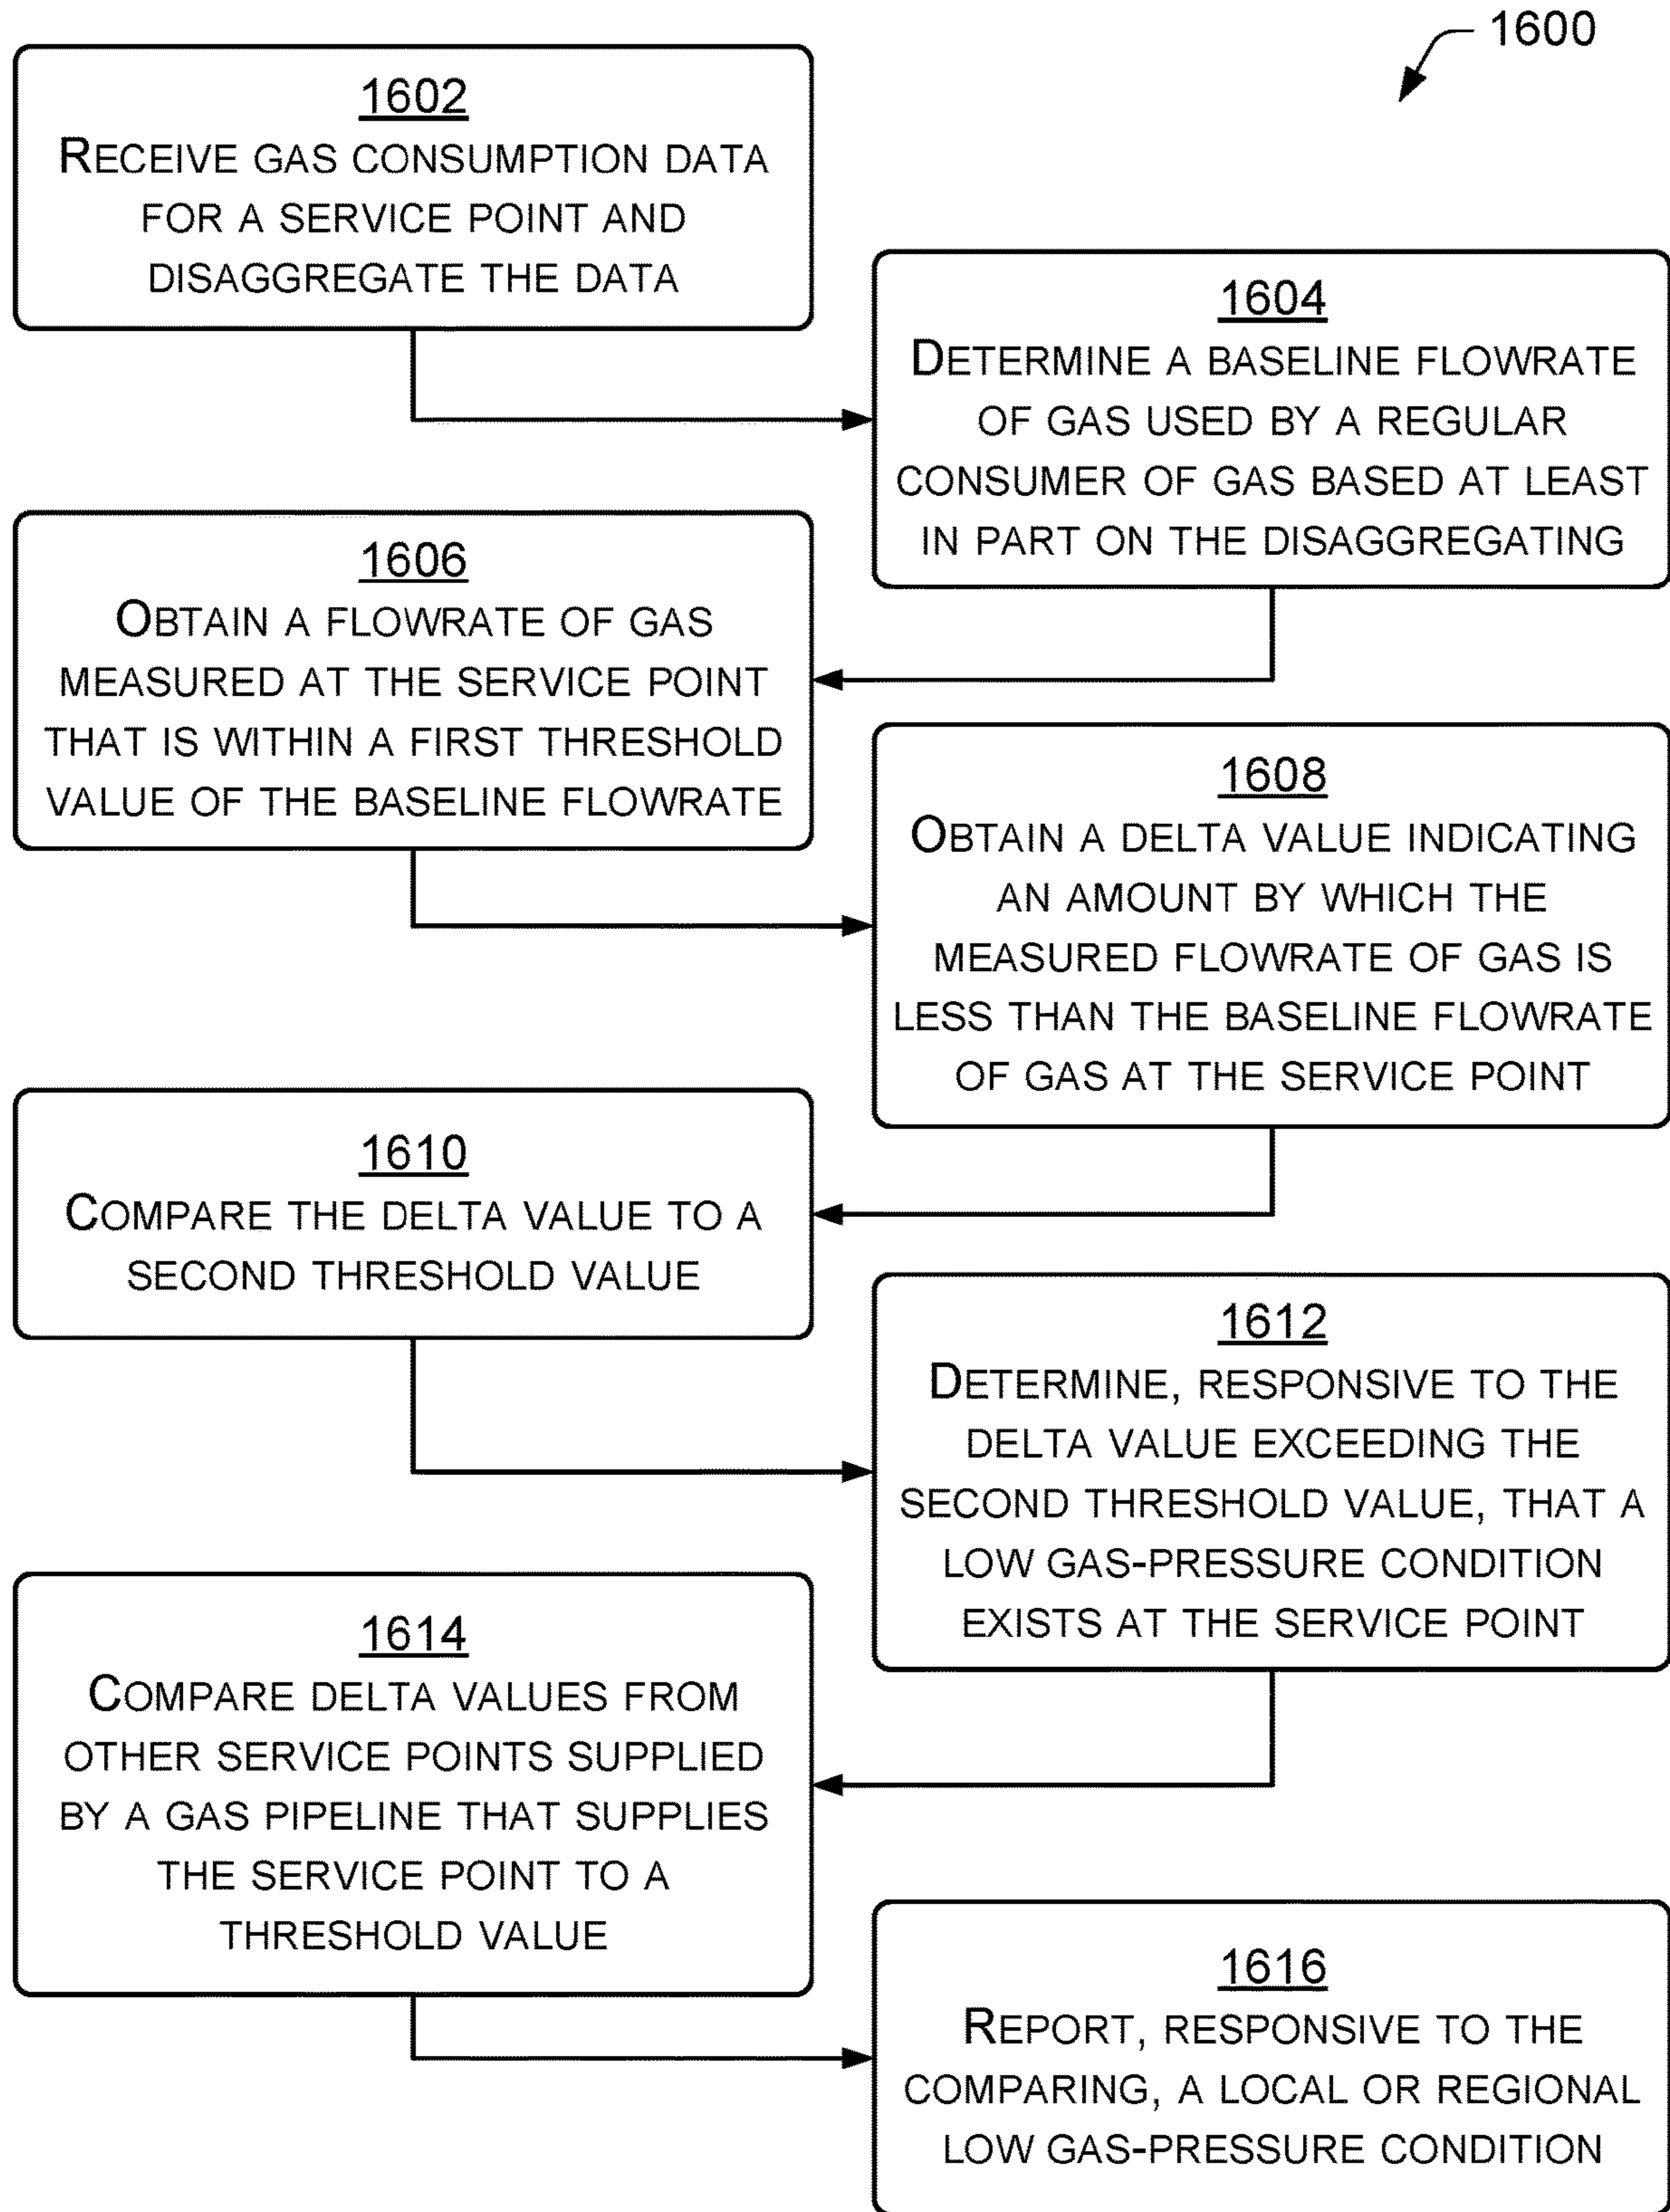 1600
1602
RECEIVE GAS CONSUMPTION DATA
FOR A SERVICE POINT AND
DISAGGREGATE THE DATA
1604
DETERMINE A BASELINE FLOWRATE
OF GAS USED BY A REGULAR
CONSUMER OF GAS BASED AT LEAST
IN PART ON THE DISAGGREGATING
1606
OBTAIN A FLOWRATE OF GAS
MEASURED AT THE SERVICE POINT
THAT IS WITHIN A FIRST THRESHOLD
VALUE OF THE BASELINE FLOWRATE
1608
OBTAIN A DELTA VALUE INDICATING
AN AMOUNT BY WHICH THE
MEASURED FLOWRATE OF GAS IS
LESS THAN THE BASELINE FLOWRATE
OF GAS AT THE SERVICE POINT
1610
COMPARE THE DELTA VALUE TO A
SECOND THRESHOLD VALUE
1612
DETERMINE, RESPONSIVE TO THE
DELTA VALUE EXCEEDING THE
SECOND THRESHOLD VALUE, THAT A
LOW GAS-PRESSURE CONDITION
EXISTS AT THE SERVICE POINT
1614
COMPARE DELTA VALUES FROM
OTHER SERVICE POINTS SUPPLIED
BY A GAS PIPELINE THAT SUPPLIES
THE SERVICE POINT TO A
THRESHOLD VALUE
1616
REPORT, RESPONSIVE TO THE
COMPARING, A LOCAL OR REGIONAL
LOW GAS-PRESSURE CONDITION